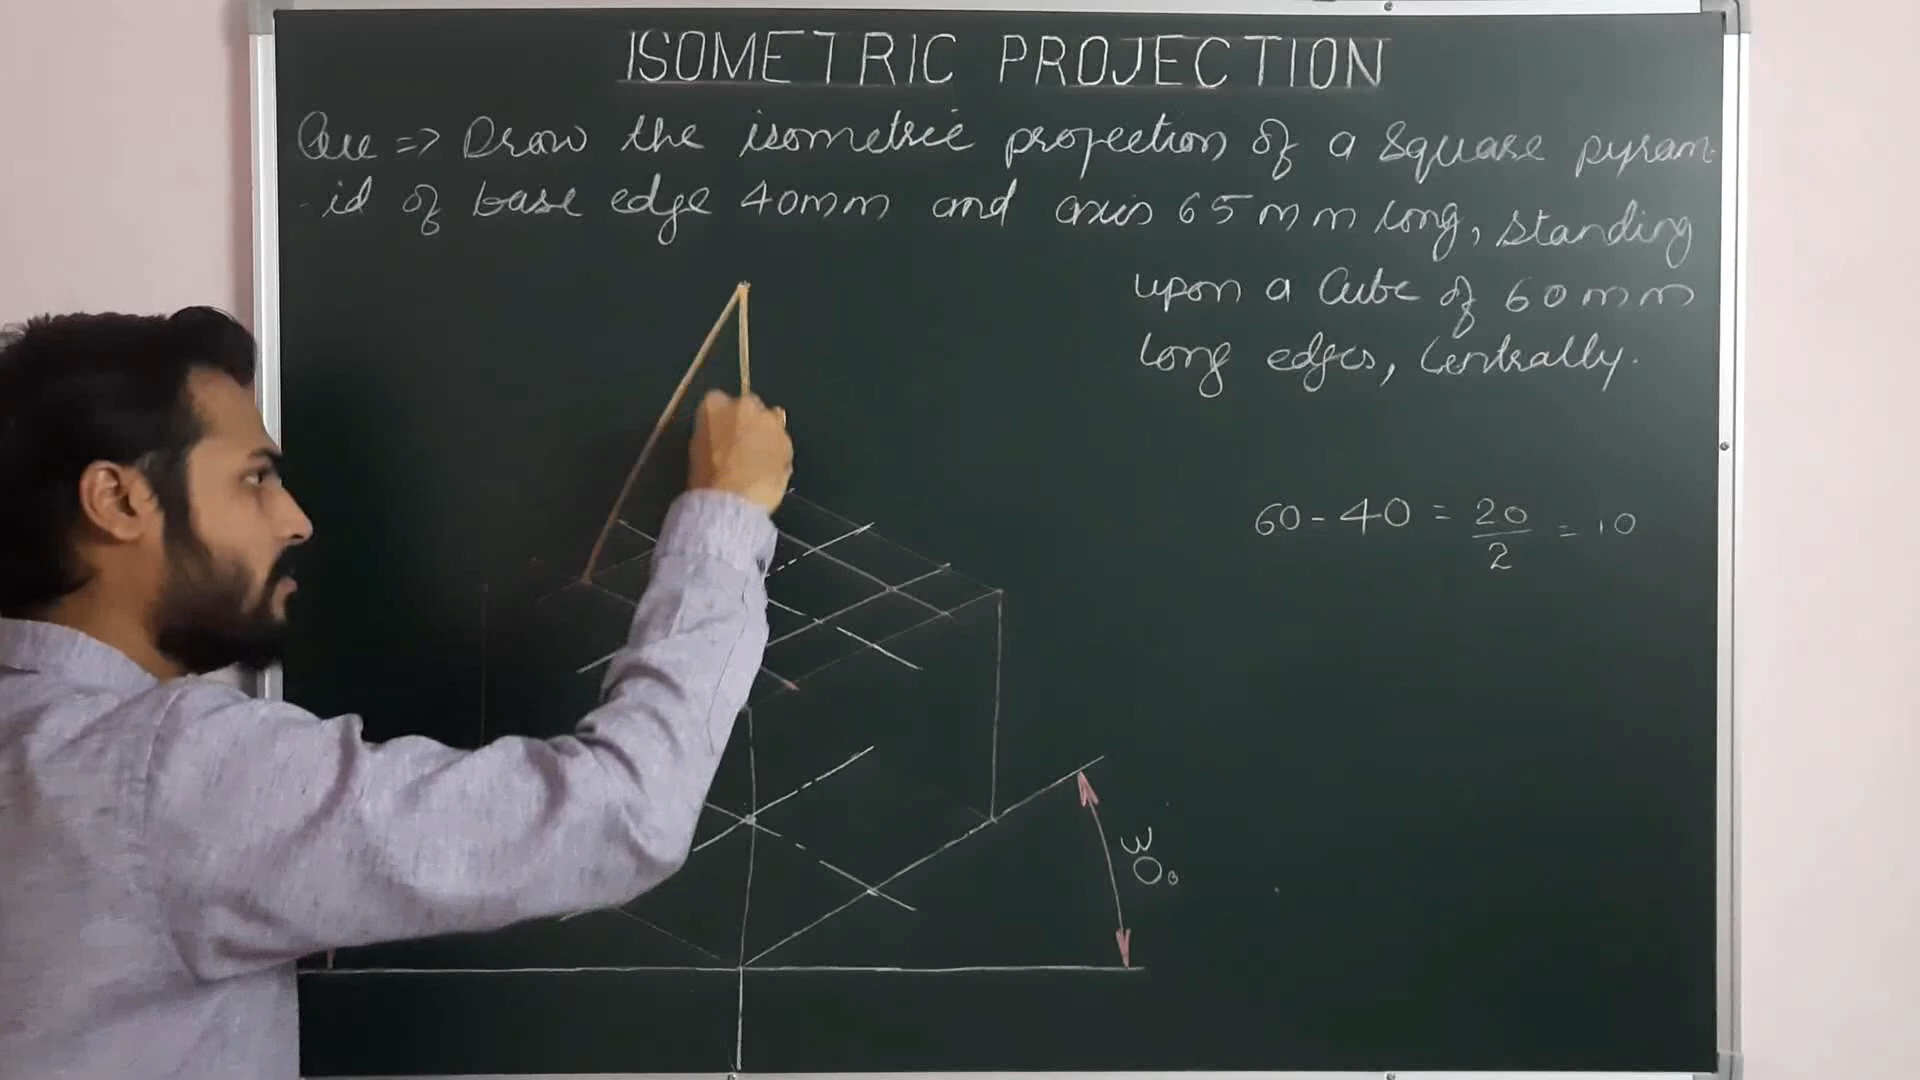 ISOMETRIC PROJECTION
Que => Draw the isometric projection of a square pyram-
-id of base edge 40mm and axis 65mm long, standing
upon a Cube of 60mm
long edges, Centrally.
60-40 = 20/2 = 10
30°